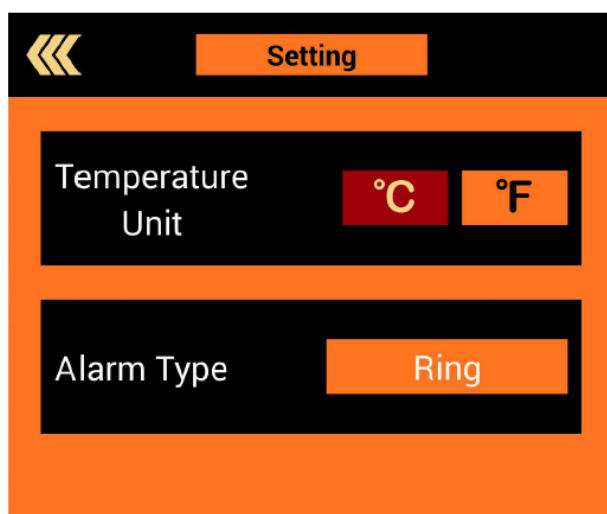 Setting
Temperature
Unit
°C
°F
Alarm Type
Ring